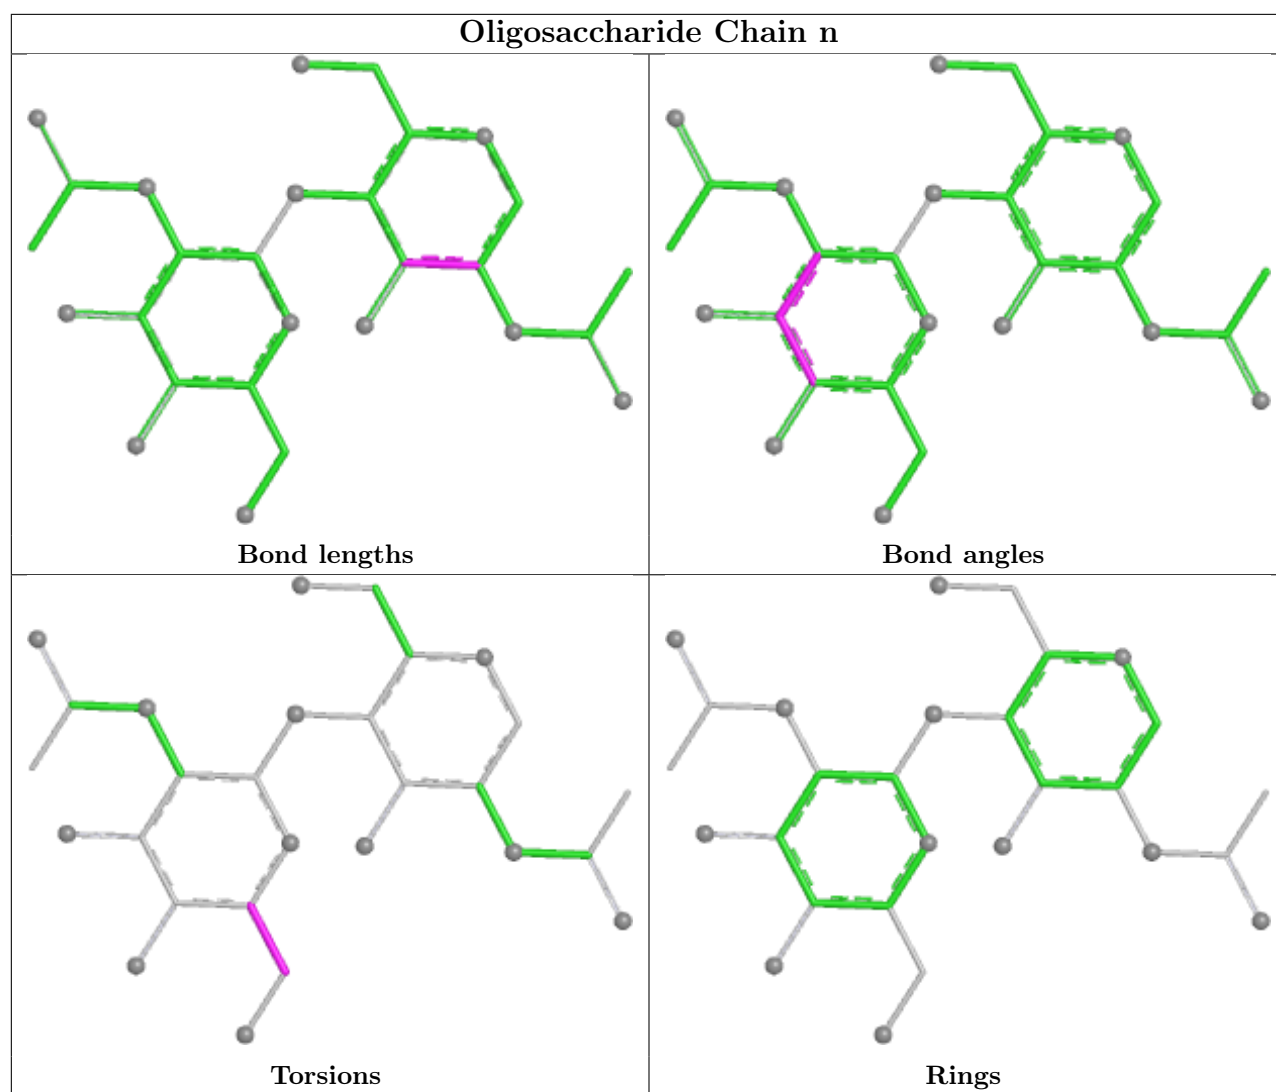 Oligosaccharide Chain n
Bond lengths
Bond angles
Torsions
Rings